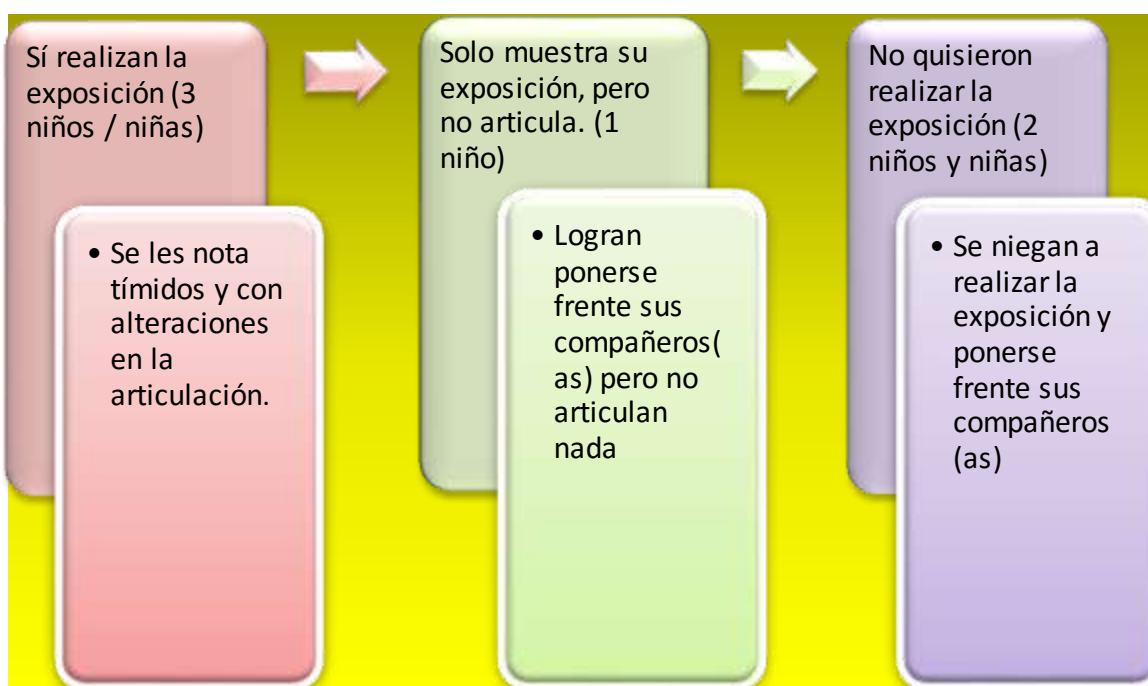 Sí realizan la
exposición (3
niños / niñas)
• Se les nota
tímidos y con
alteraciones
en la
articulación.
Solo muestra su
exposición, pero
no articula. (1
niño)
• Logran
ponerse
frente sus
compañeros(
as) pero no
articulan
nada
No quisieron
realizar la
exposición (2
niños y niñas)
• Se niegan a
realizar la
exposición y
ponerse
frente sus
compañeros
(as)